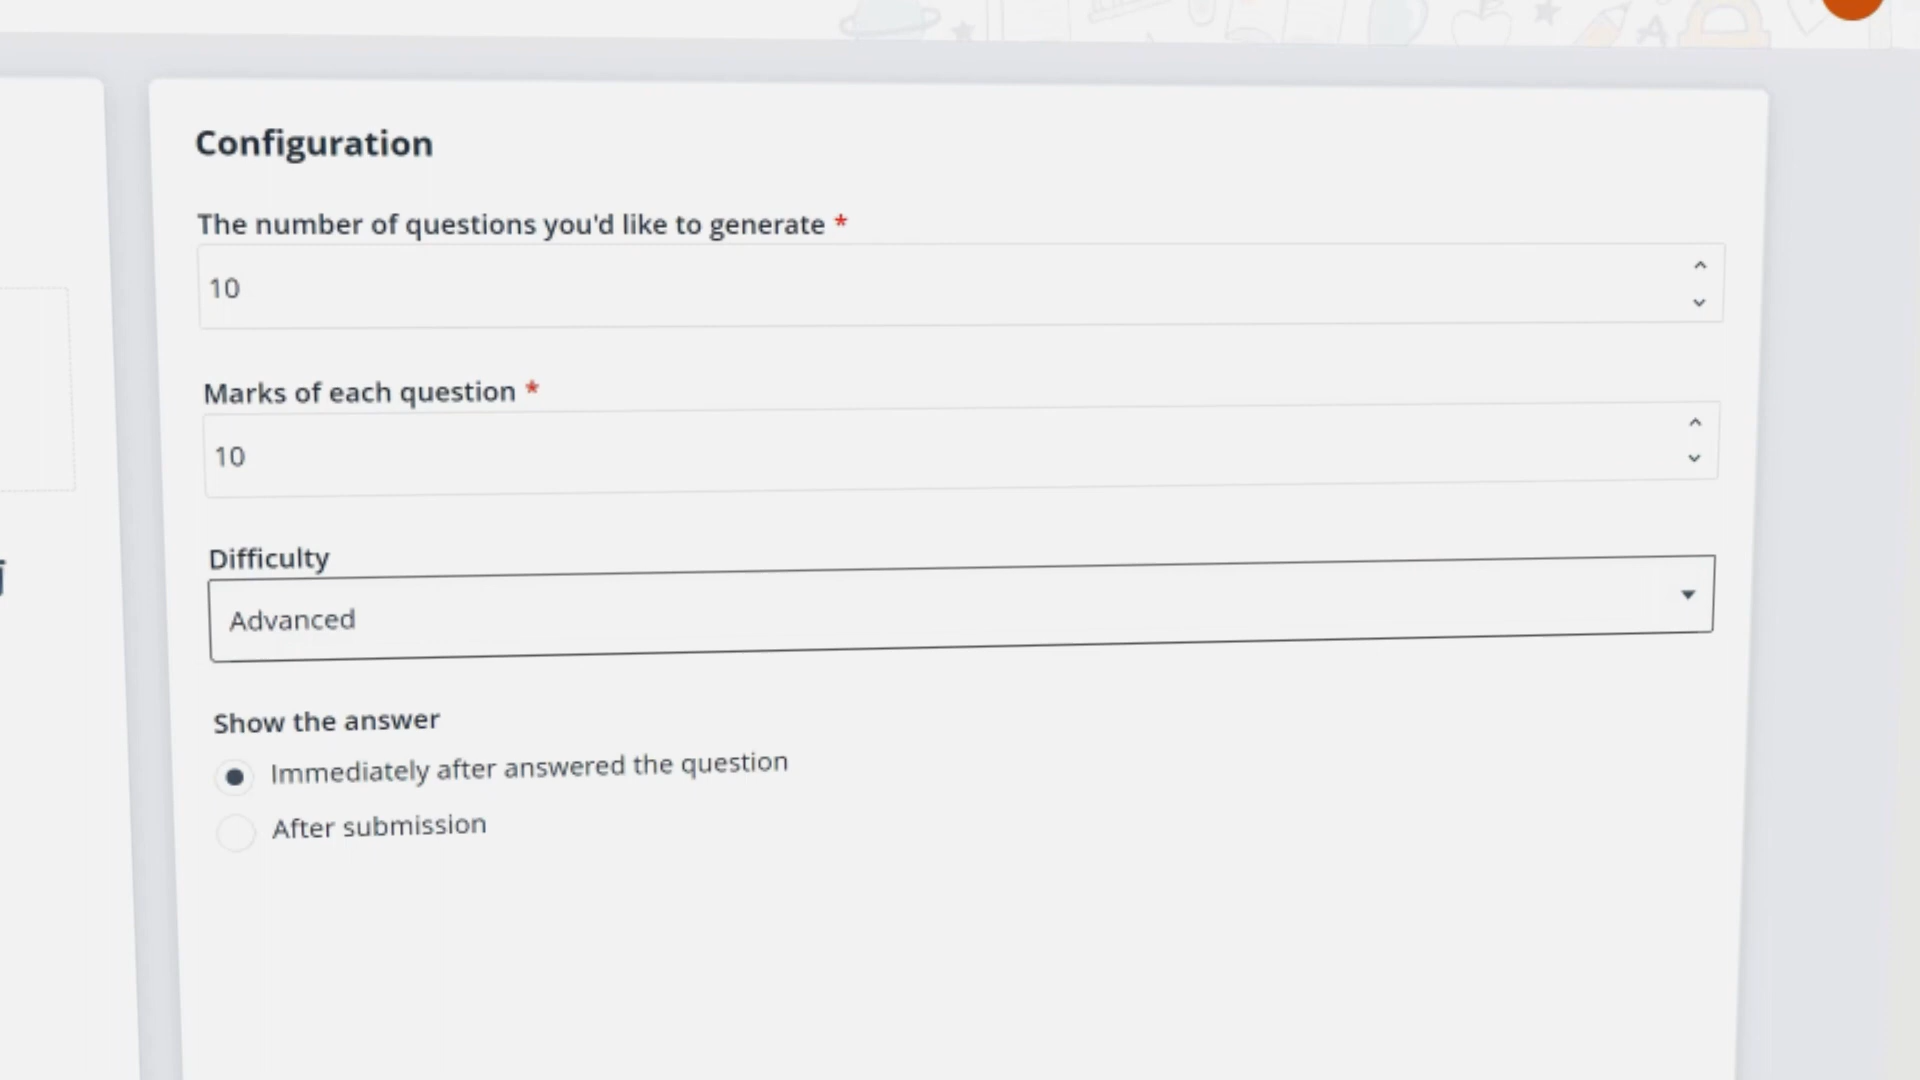 Configuration
The number of questions you'd like to generate *
10
Marks of each question *
10
Difficulty
Advanced
Show the answer
Immediately after answered the question
After submission